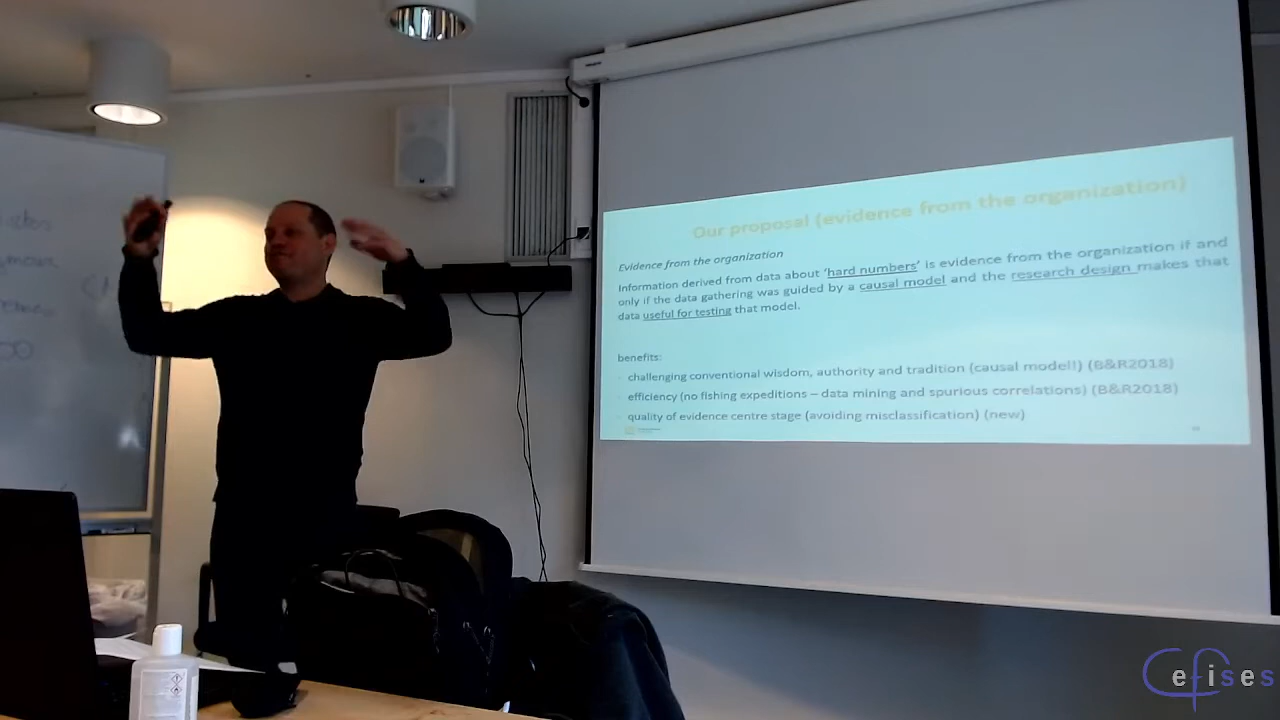 Our proposal (evidence from the organization)
Evidence from the organization
Information derived from data about ‘hard numbers’ is evidence from the organization if and
only if the data gathering was guided by a causal model and the research design makes that
data useful for testing that model.
benefits:
challenging conventional wisdom, authority and tradition (causal model!) (B&R2018)
efficiency (no fishing expeditions – data mining and spurious correlations) (B&R2018)
quality of evidence centre stage (avoiding misclassification) (new)
efises